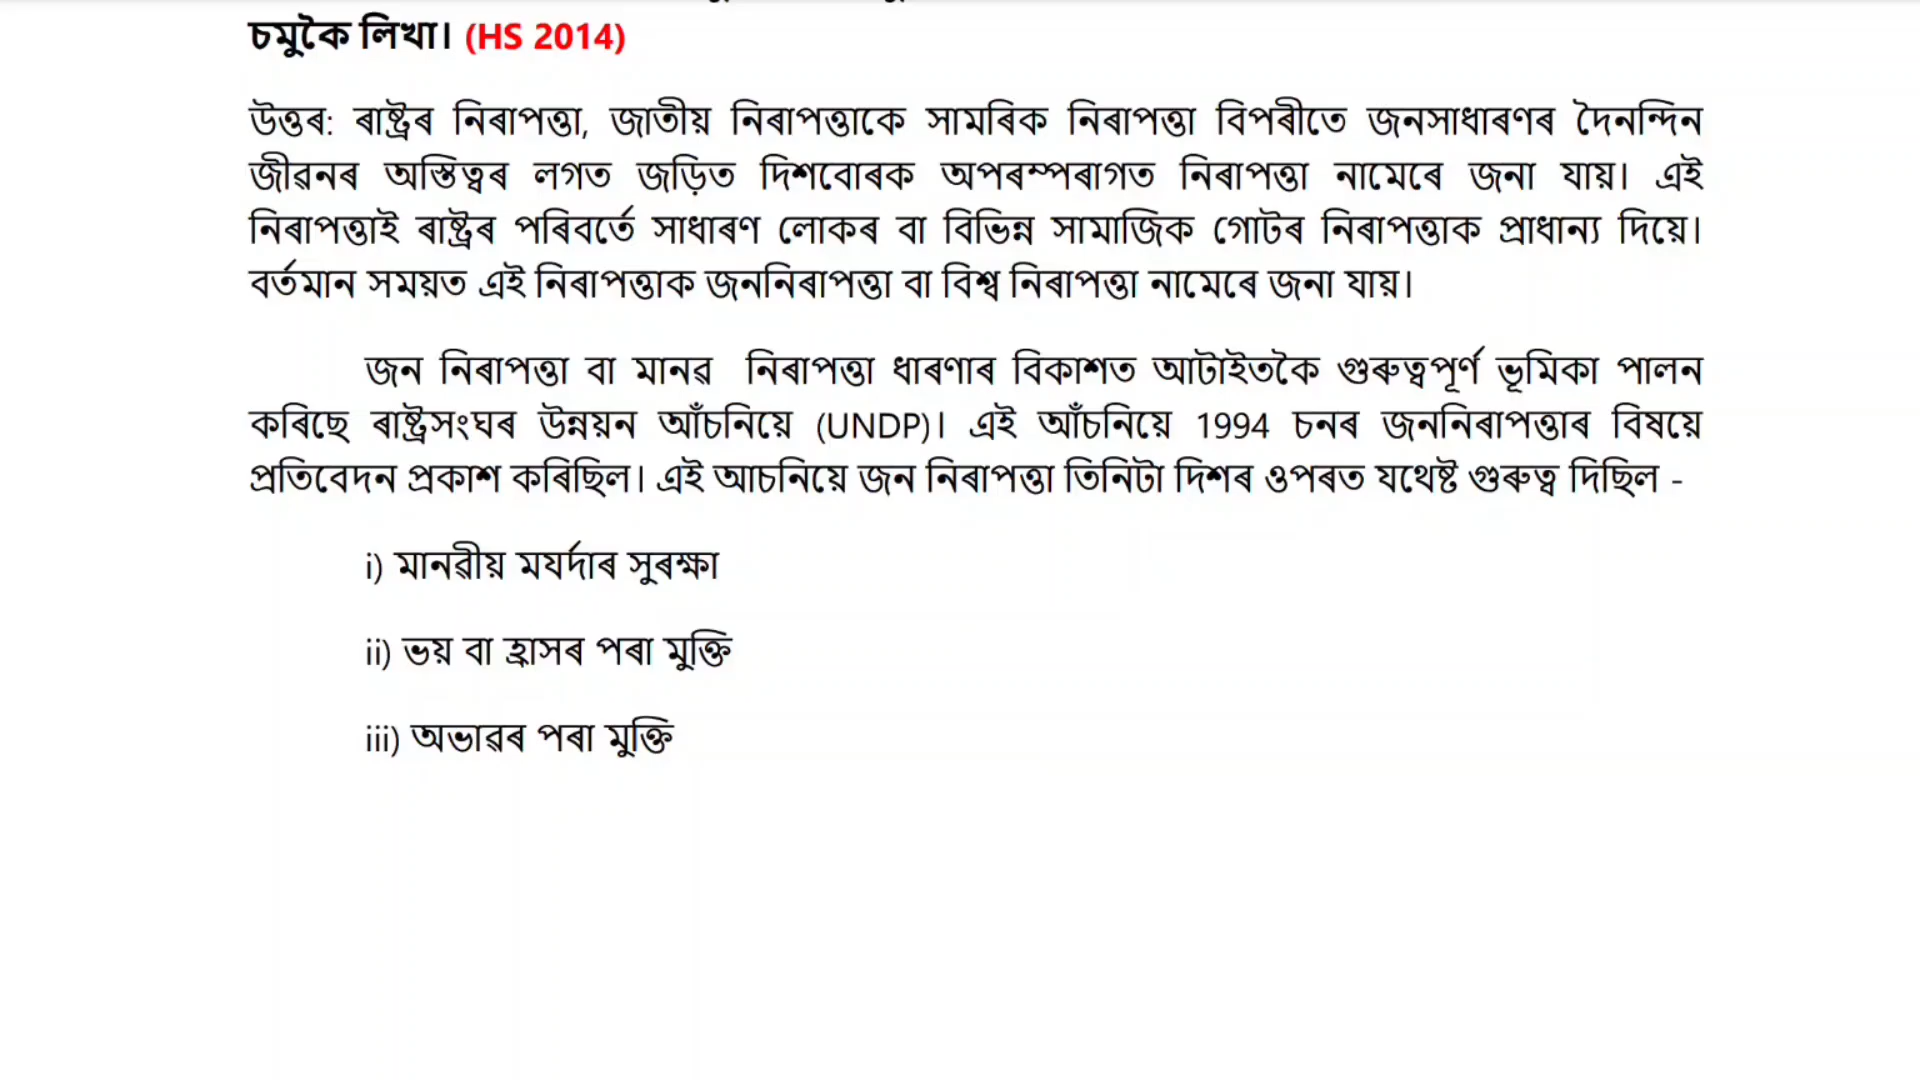 চমুকৈ লিখা। (HS 2014)
উত্তৰ: ৰাষ্ট্ৰৰ নিৰাপত্তা, জাতীয় নিৰাপত্তাকে সামৰিক নিৰাপত্তা বিপৰীতে জনসাধাৰণৰ দৈনন্দিন
জীৱনৰ অস্তিত্বৰ লগত জড়িত দিশবোৰক অপৰম্পৰাগত নিৰাপত্তা নামেৰে জনা যায়। এই
নিৰাপত্তাই ৰাষ্ট্ৰৰ পৰিবৰ্তে সাধাৰণ লোকৰ বা বিভিন্ন সামাজিক গোটৰ নিৰাপত্তাক প্ৰাধান্য দিয়ে।
বৰ্তমান সময়ত এই নিৰাপত্তাক জননিৰাপত্তা বা বিশ্ব নিৰাপত্তা নামেৰে জনা যায়।
জন নিৰাপত্তা বা মানৱ নিৰাপত্তা ধাৰণাৰ বিকাশত আটাইতকৈ গুৰুত্বপূৰ্ণ ভূমিকা পালন
কৰিছে ৰাষ্ট্ৰসংঘৰ উন্নয়ন আঁচনিয়ে (UNDP)। এই আঁচনিয়ে 1994 চনৰ জননিৰাপত্তাৰ বিষয়ে
প্ৰতিবেদন প্ৰকাশ কৰিছিল। এই আচনিয়ে জন নিৰাপত্তা তিনিটা দিশৰ ওপৰত যথেষ্ট গুৰুত্ব দিছিল -
i) মানৱীয় মযৰ্দাৰ সুৰক্ষা
ii) ভয় বা হ্ৰাসৰ পৰা মুক্তি
iii) অভাৱৰ পৰা মুক্তি